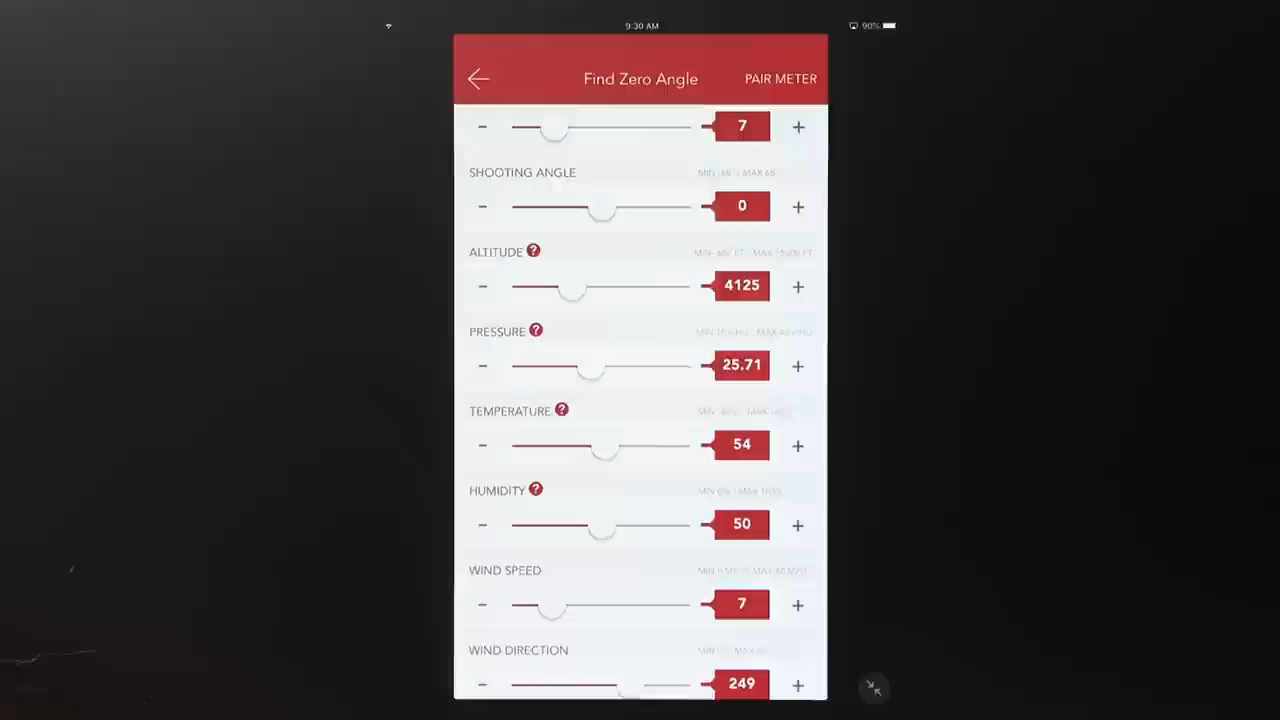 9:30 AM
90%
Find Zero Angle
PAIR METER
- 7 +
SHOOTING ANGLE
- 0 +
ALTITUDE ?
- 4125 +
PRESSURE ?
- 25.71 +
TEMPERATURE ?
- 54 +
HUMIDITY ?
- 50 +
WIND SPEED
- 7 +
WIND DIRECTION
- 249 +